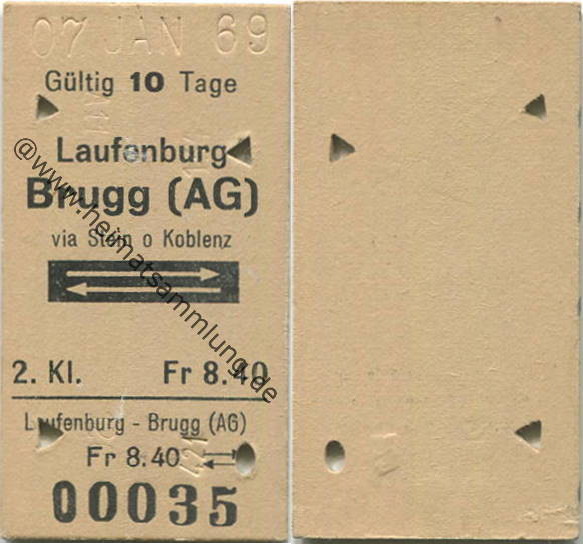 07 JAN 69
Gültig 10 Tage
Laufenburg
Brugg (AG)
via Stein o Koblenz
2. Kl. Fr 8.40
Laufenburg - Brugg (AG)
Fr 8.40
00035
@www.heimatsammlung.de